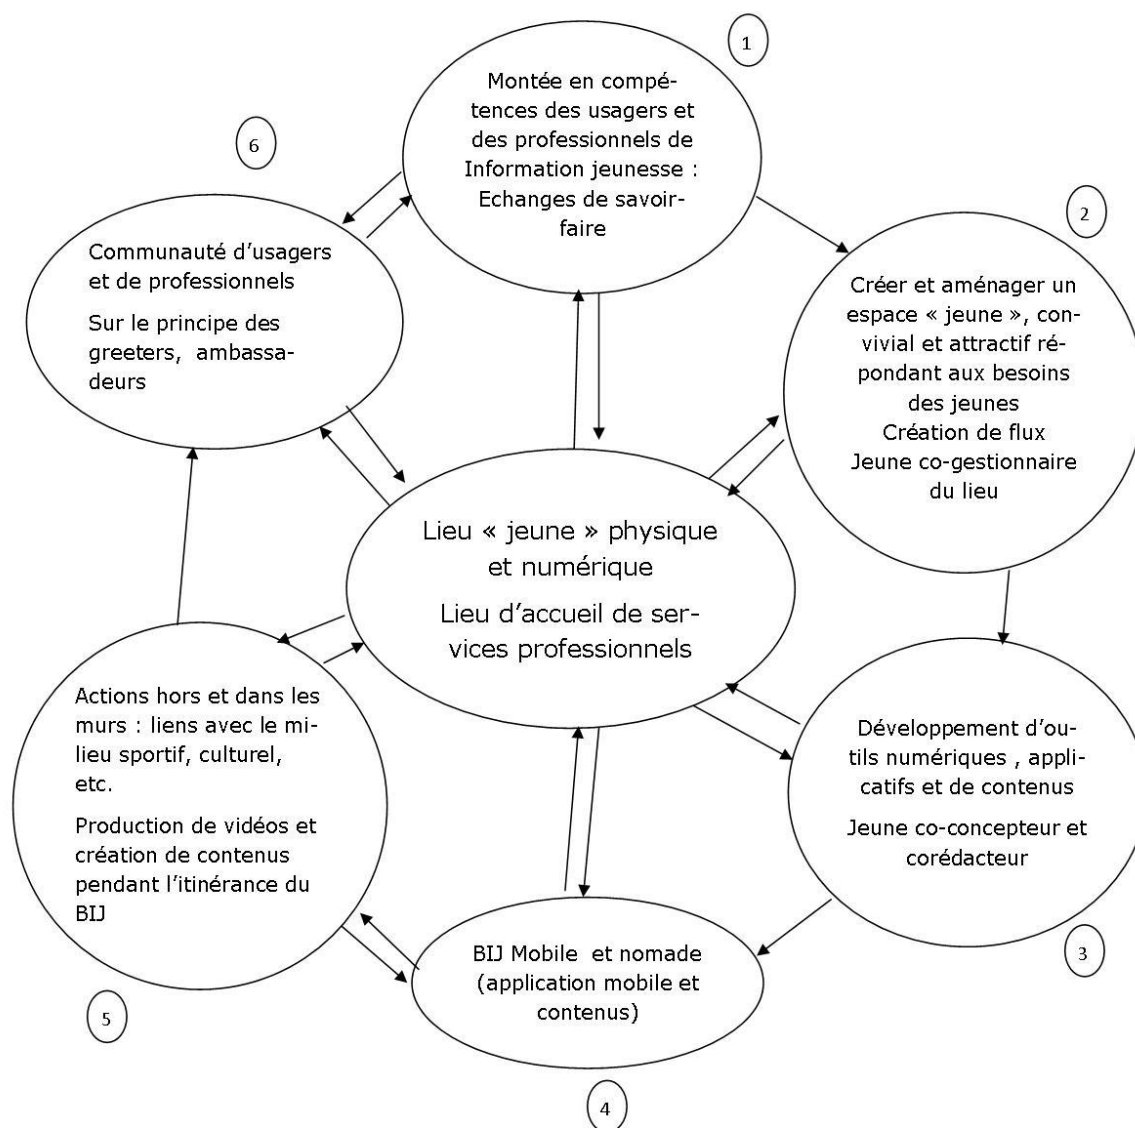 1
Montée en compé-
tences des usagers et
des professionnels de
Information jeunesse :
Echanges de savoir-
faire
2
Créer et aménager un
espace « jeune », con-
vivial et attractif ré-
pondant aux besoins
des jeunes
Création de flux
Jeune co-gestionnaire
du lieu
Développement d’ou-
tils numériques , appli-
catifs et de contenus
Jeune co-concepteur et
corédacteur
3
BIJ Mobile et nomade
(application mobile et
contenus)
4
Actions hors et dans les
murs : liens avec le mi-
lieu sportif, culturel,
etc.
Production de vidéos et
création de contenus
pendant l’itinérance du
BIJ
5
6
Communauté d’usagers
et de professionnels
Sur le principe des
greeters, ambassa-
deurs
Lieu « jeune » physique
et numérique
Lieu d’accueil de ser-
vices professionnels